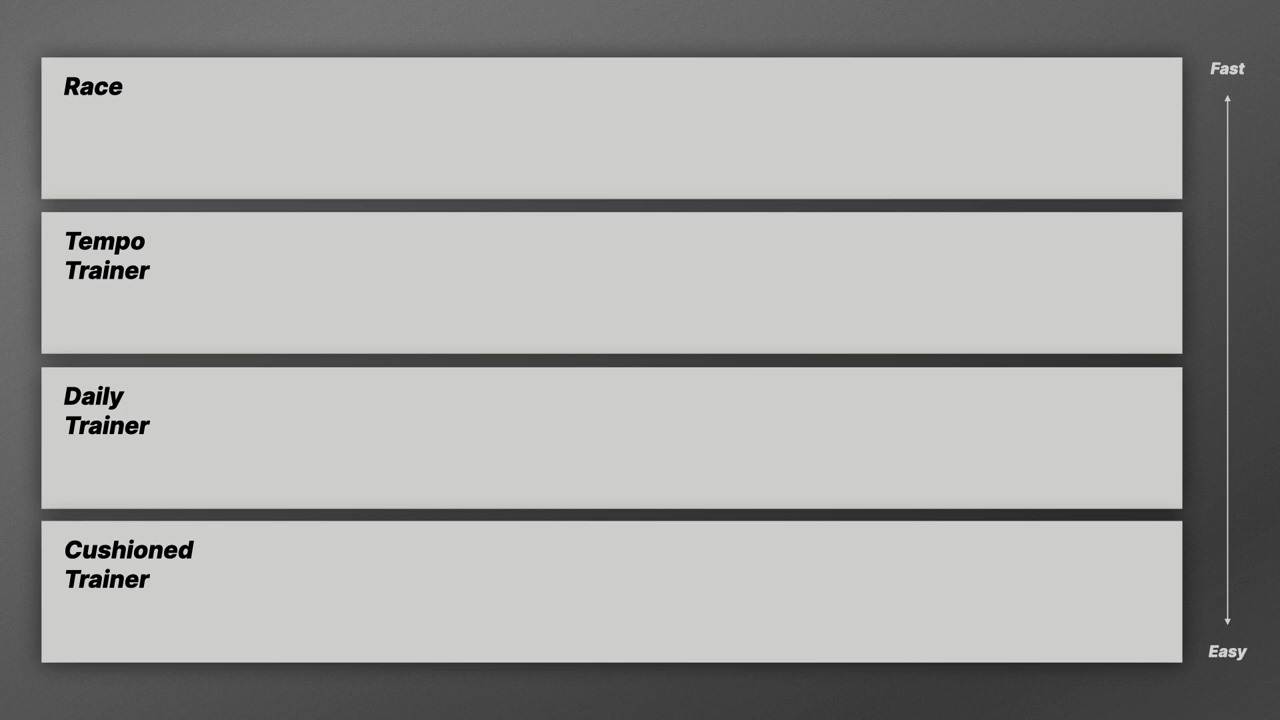 Race
Fast
Tempo
Trainer
Daily
Trainer
Cushioned
Trainer
Easy